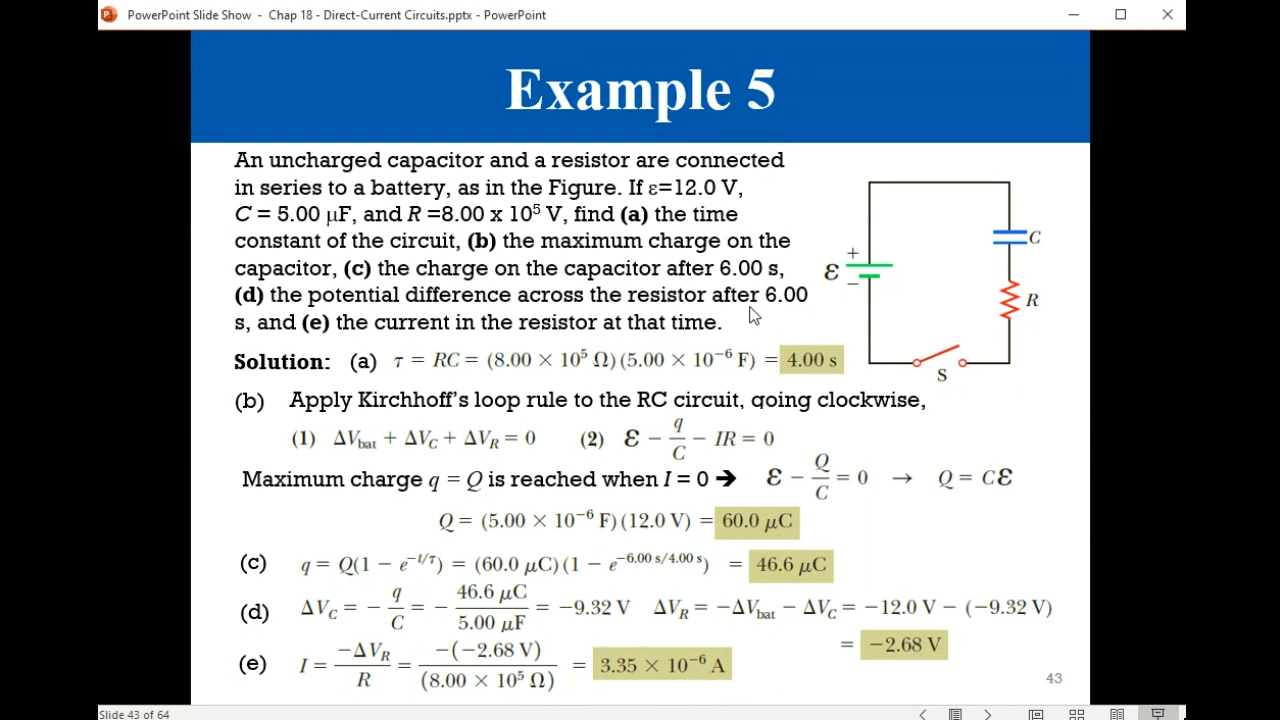 PowerPoint Slide Show - Chap 18 - Direct-Current Circuits.pptx - PowerPoint
Example 5
An uncharged capacitor and a resistor are connected
in series to a battery, as in the Figure. If ε=12.0 V,
C = 5.00 μF, and R =8.00 x 10⁵ V, find (a) the time
constant of the circuit, (b) the maximum charge on the
capacitor, (c) the charge on the capacitor after 6.00 s,
(d) the potential difference across the resistor after 6.00
s, and (e) the current in the resistor at that time.
+
ℰ
−
C
R
S
Solution: (a) τ = RC = (8.00 × 10⁵ Ω)(5.00 × 10⁻⁶ F) = 4.00 s
(b) Apply Kirchhoff's loop rule to the RC circuit, going clockwise,
(1) ΔV_bat + ΔV_C + ΔV_R = 0 (2) ℰ − q/C − IR = 0
Maximum charge q = Q is reached when I = 0 ➔ ℰ − Q/C = 0 → Q = Cℰ
Q = (5.00 × 10⁻⁶ F)(12.0 V) = 60.0 μC
(c) q = Q(1 − e^(−t/τ)) = (60.0 μC)(1 − e^(−6.00 s/4.00 s)) = 46.6 μC
(d) ΔV_C = − q/C = − 46.6 μC/5.00 μF = −9.32 V ΔV_R = −ΔV_bat − ΔV_C = −12.0 V − (−9.32 V)
= −2.68 V
(e) I = −ΔV_R/R = −(−2.68 V)/(8.00 × 10⁵ Ω) = 3.35 × 10⁻⁶ A
43
Slide 43 of 64